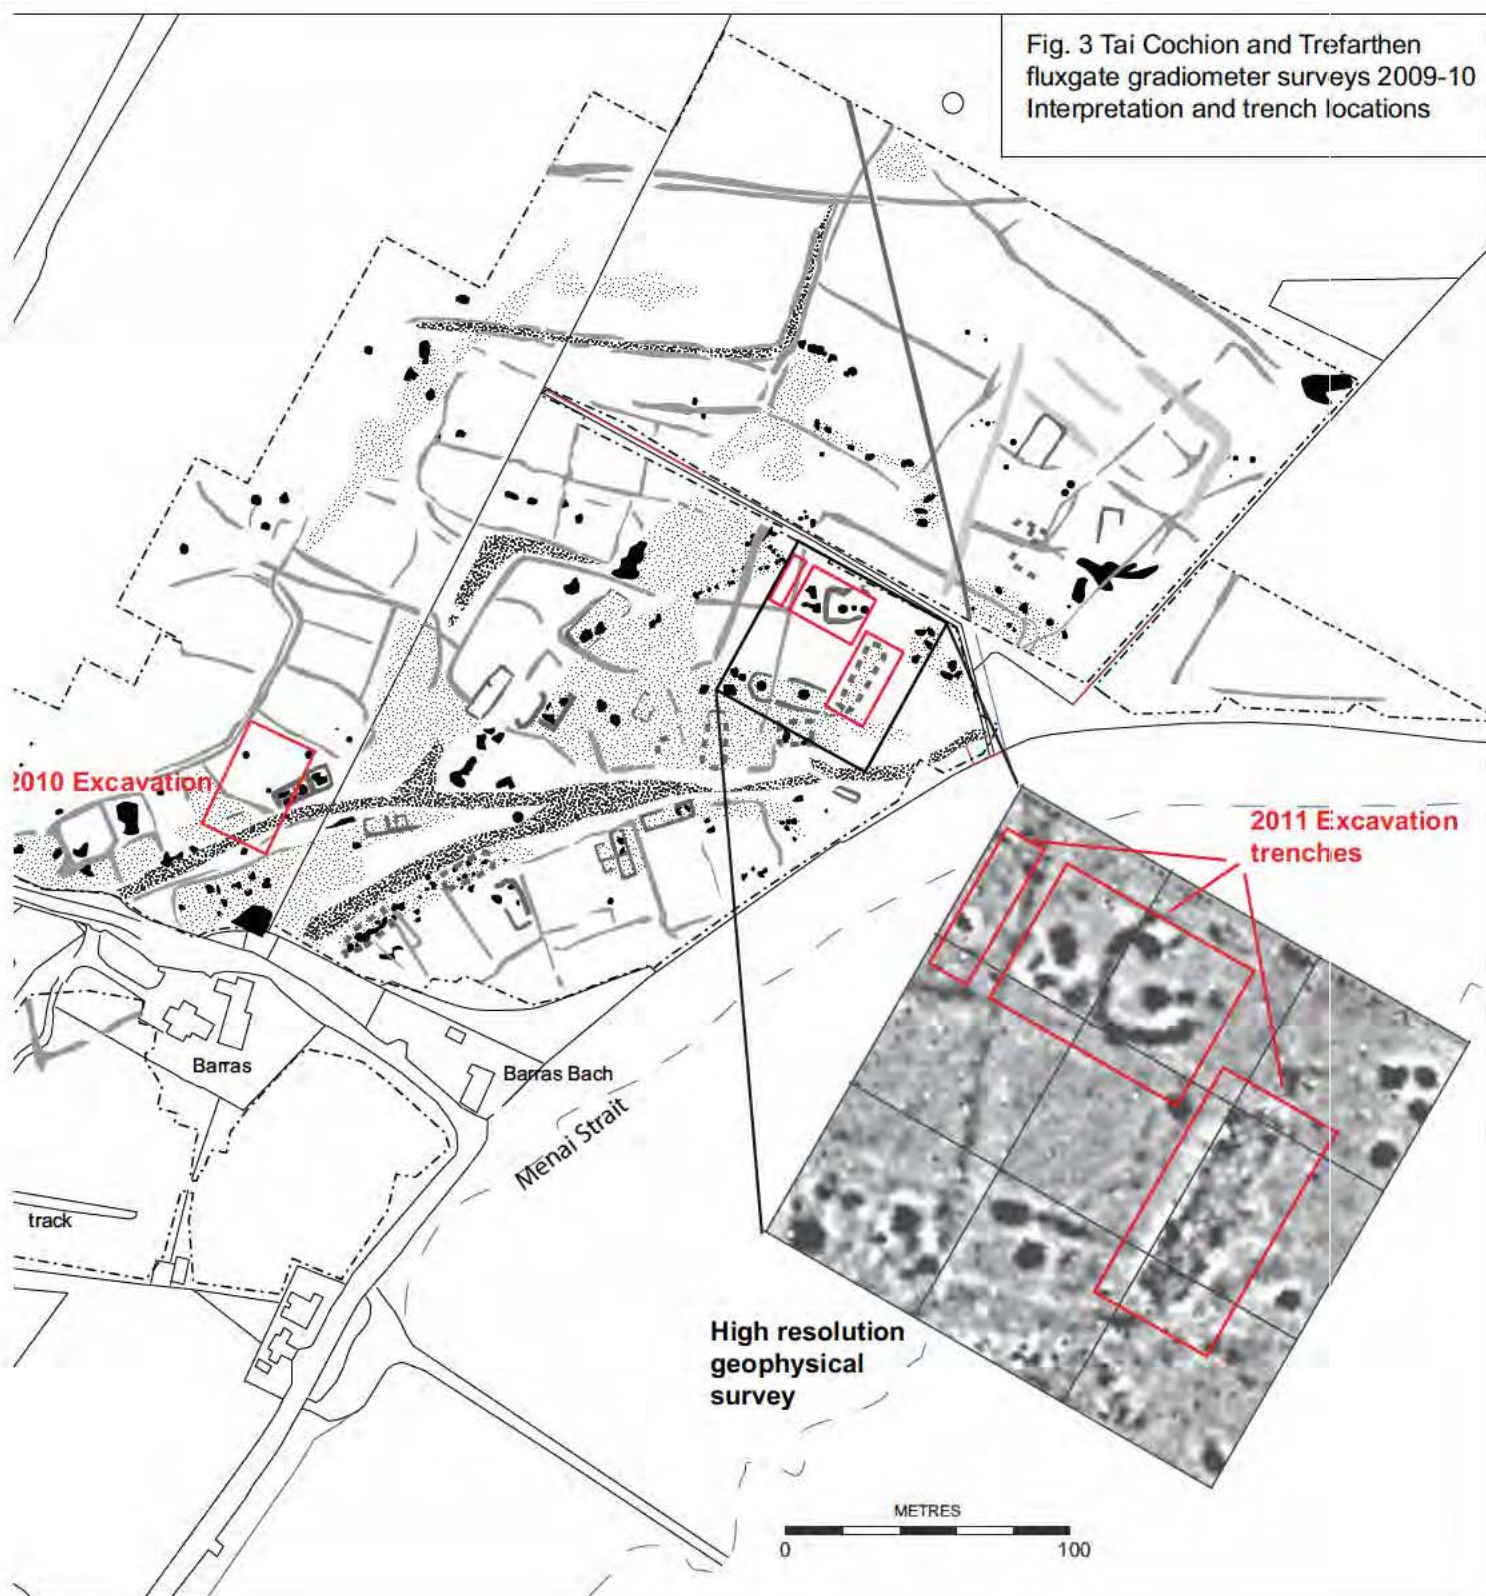 Fig. 3 Tai Cochion and Trefarthen
fluxgate gradiometer surveys 2009-10
Interpretation and trench locations
2010 Excavation
2011 Excavation
trenches
Barras
Barras Bach
Menai Strait
track
High resolution
geophysical
survey
METRES
0 100